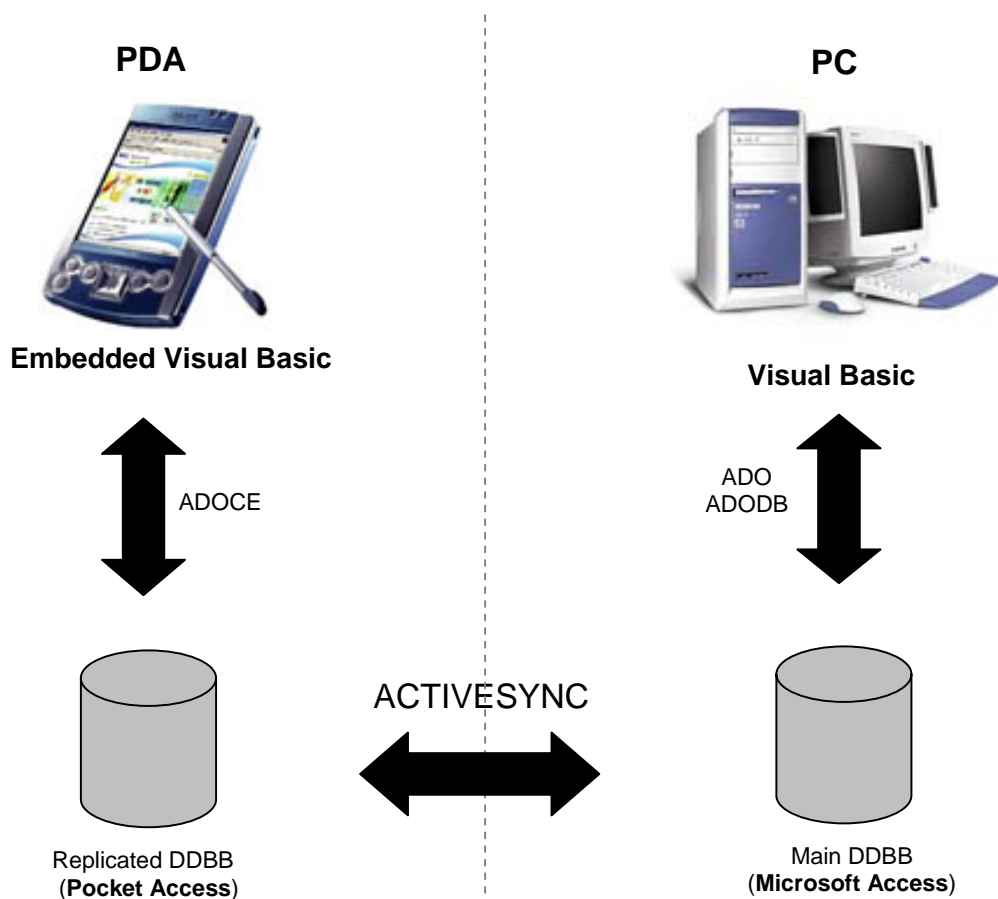 PDA
PC
Embedded Visual Basic
Visual Basic
ADOCE
ADO
ADODB
ACTIVESYNC
Replicated DDBB
(Pocket Access)
Main DDBB
(Microsoft Access)